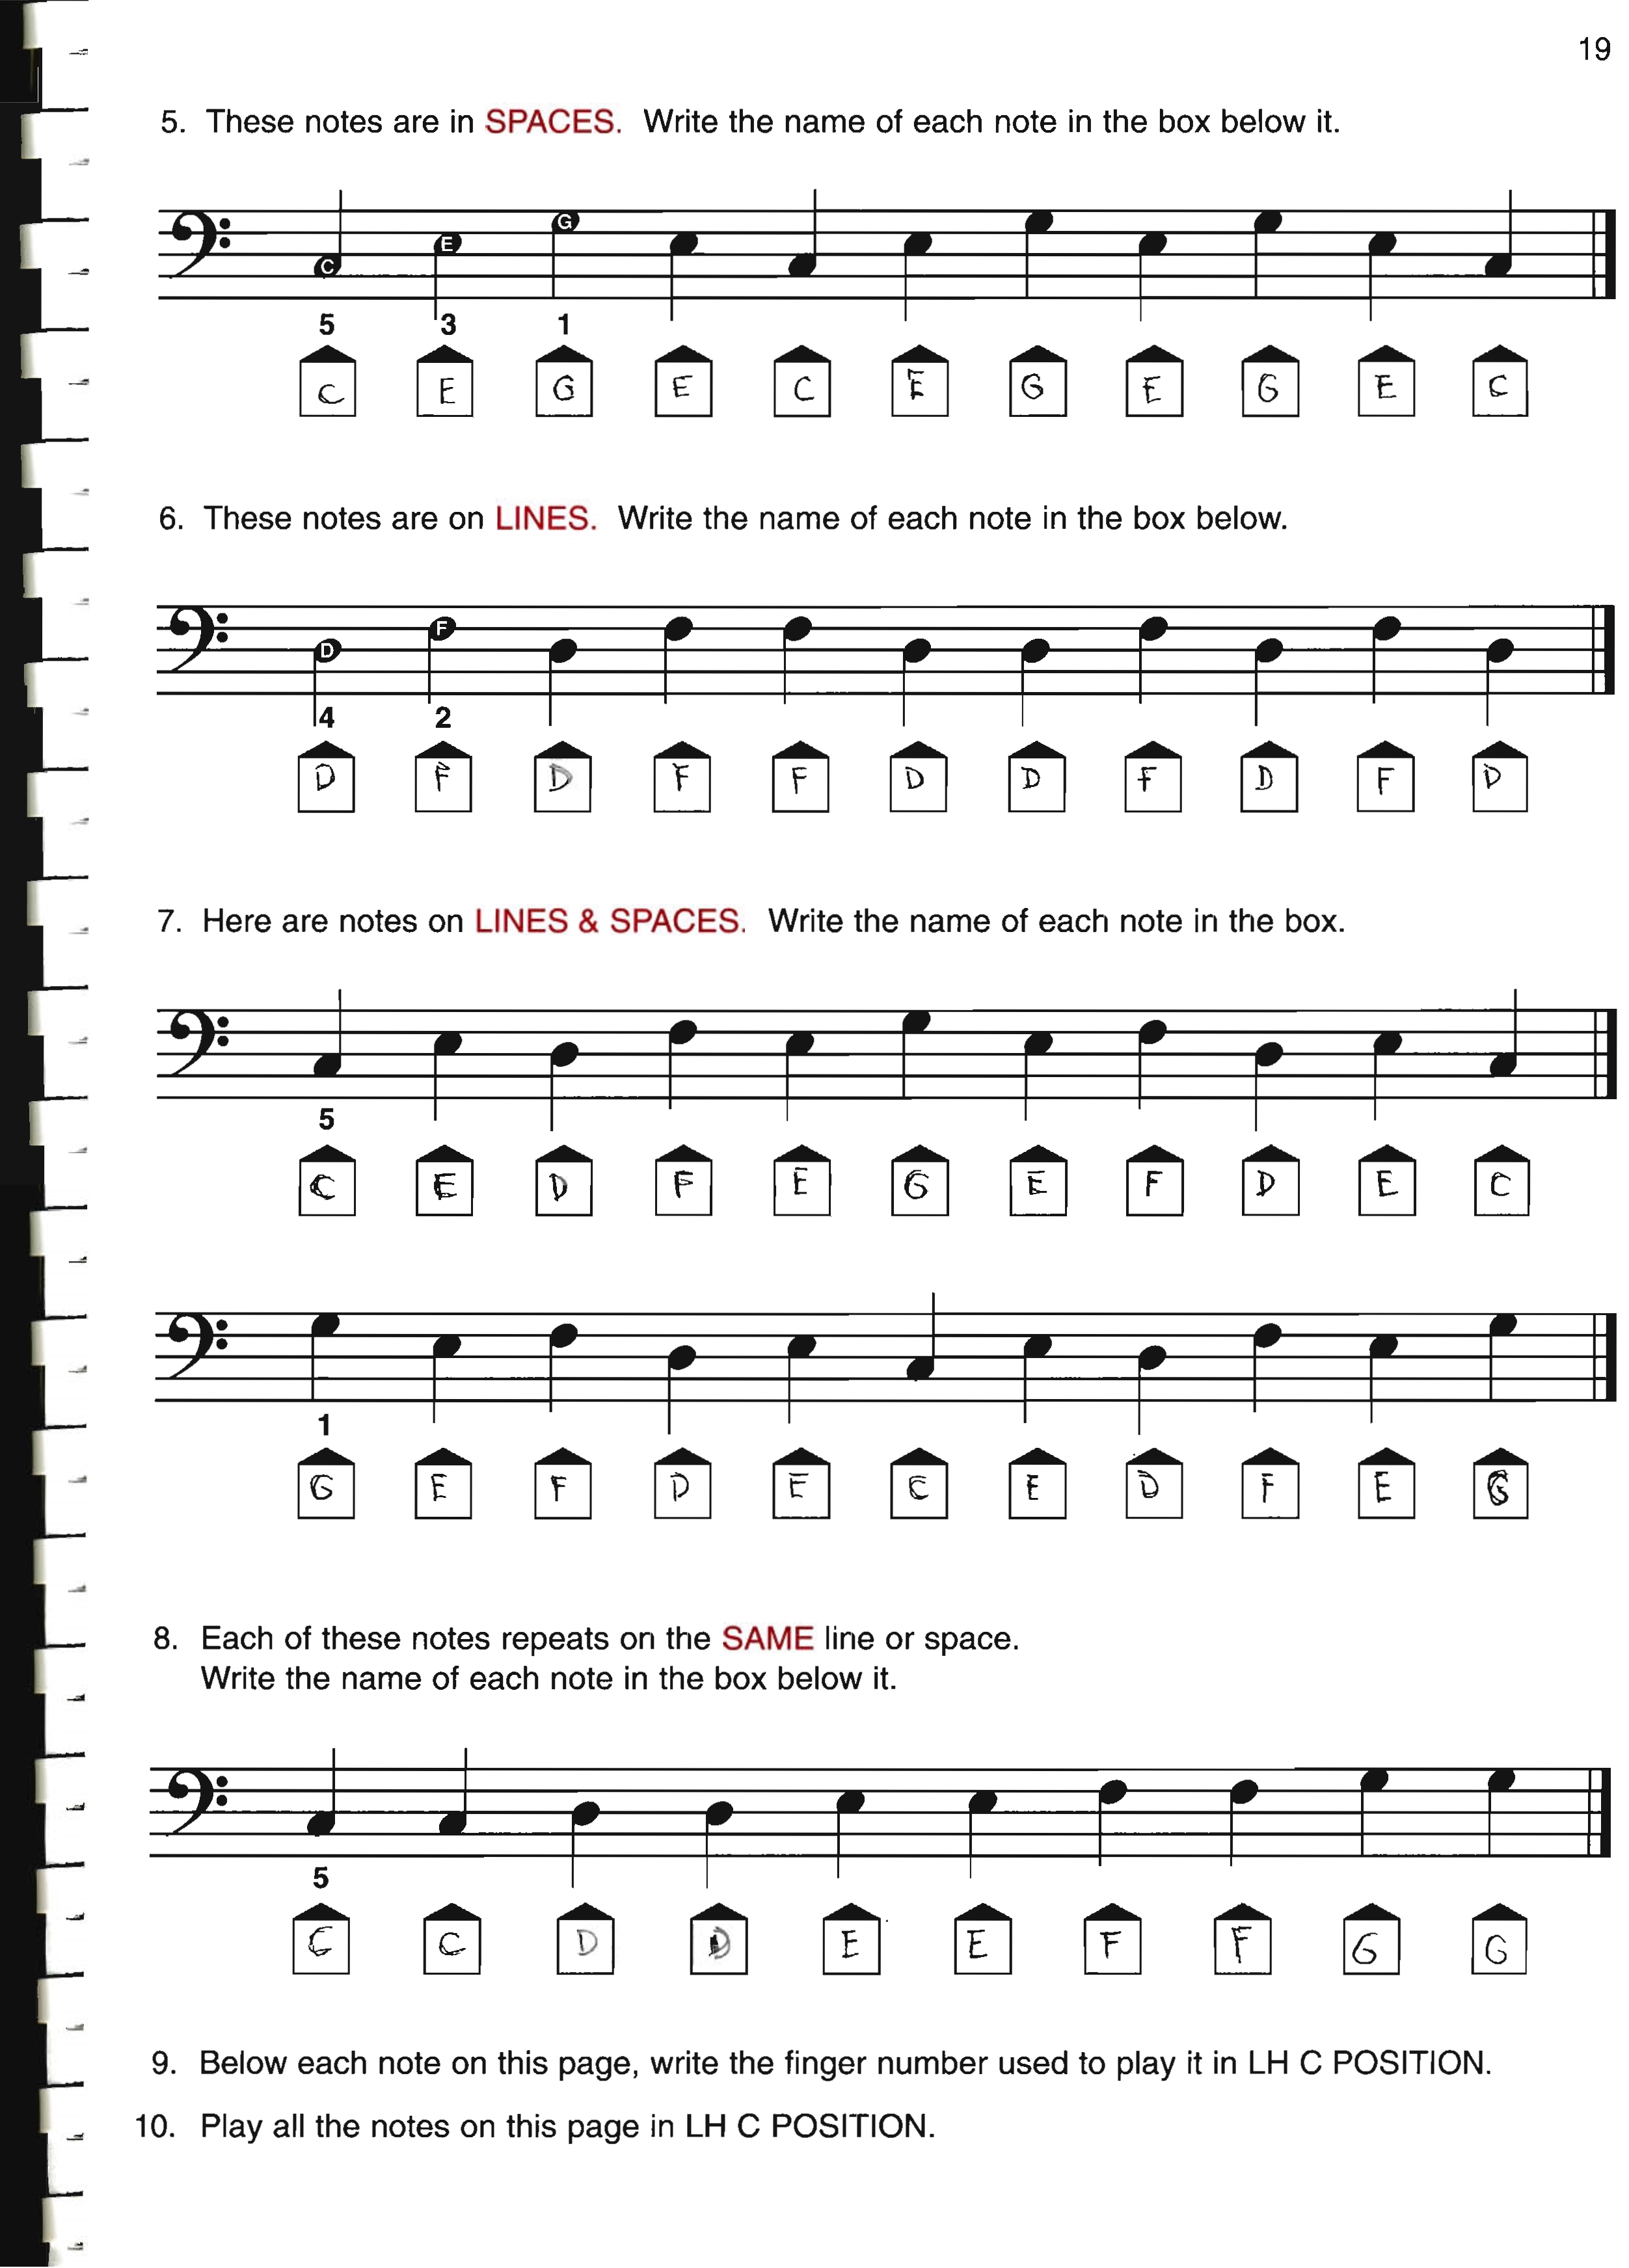 19
5. These notes are in SPACES. Write the name of each note in the box below it.
C E G
5 3 1
C E G E C E G E G E C
6. These notes are on LINES. Write the name of each note in the box below.
D F
4 2
D F D F F D D F D F D
7. Here are notes on LINES & SPACES. Write the name of each note in the box.
5
C E D F E G E F D E C
1
G E F D E C E D F E G
8. Each of these notes repeats on the SAME line or space.
Write the name of each note in the box below it.
5
C C D D E E F F G G
9. Below each note on this page, write the finger number used to play it in LH C POSITION.
10. Play all the notes on this page in LH C POSITION.